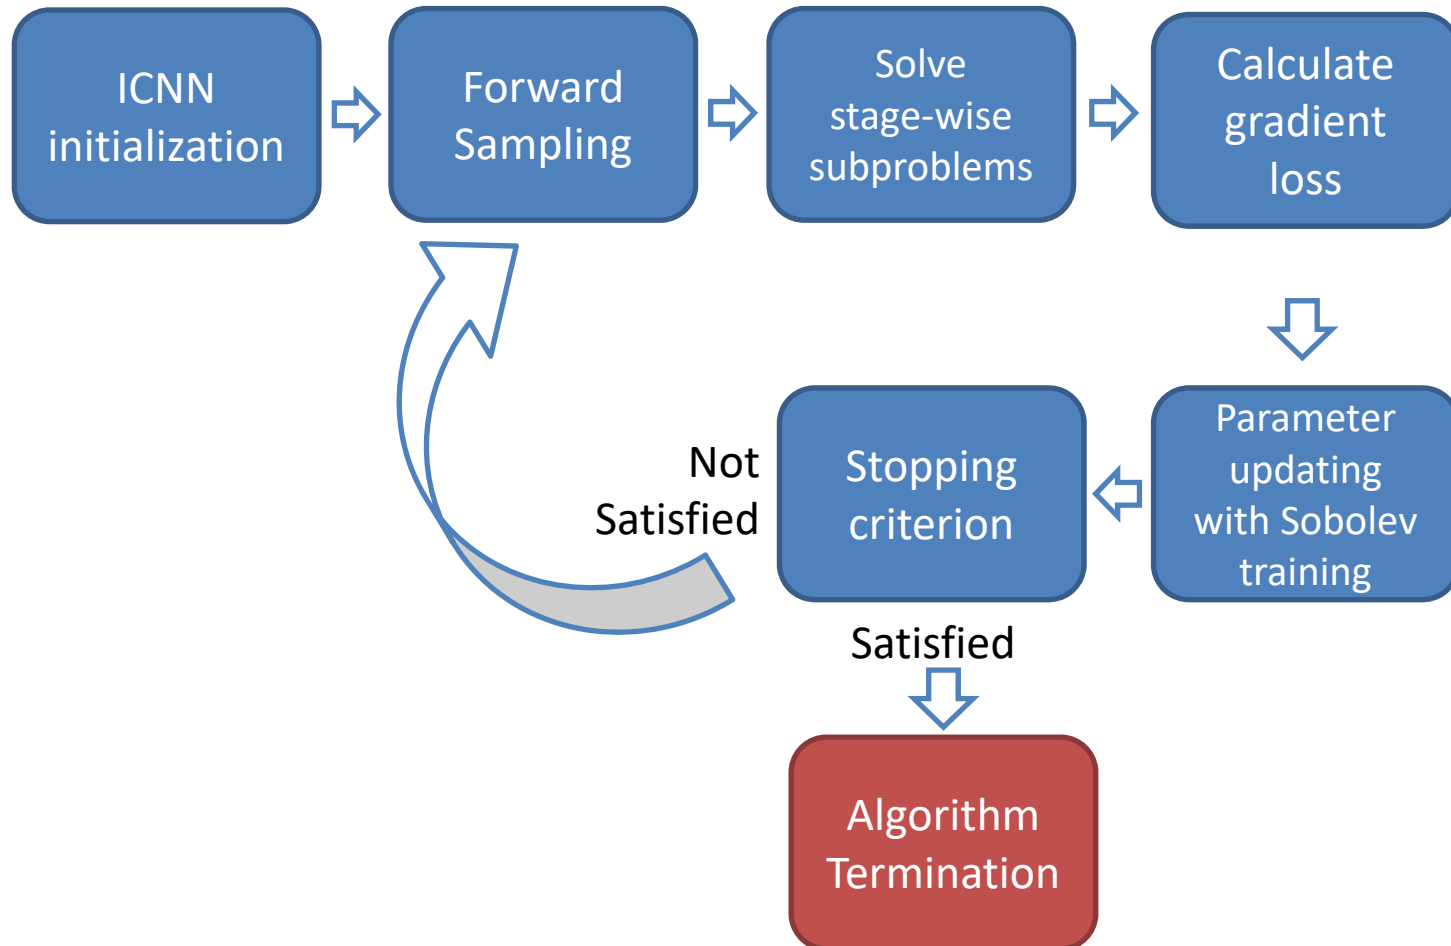 ICNN
initialization
Forward
Sampling
Solve
stage-wise
subproblems
Calculate
gradient
loss
Parameter
updating
with Sobolev
training
Stopping
criterion
Not
Satisfied
Satisfied
Algorithm
Termination